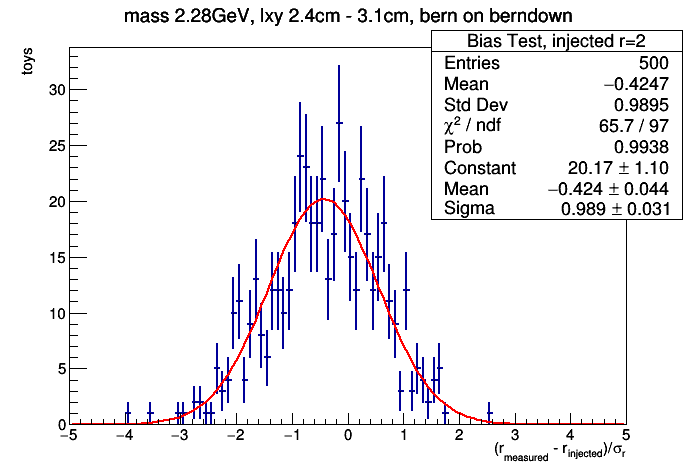 mass 2.28GeV, lxy 2.4cm - 3.1cm, bern on berndown
Bias Test, injected r=2
Entries 500
Mean −0.4247
Std Dev 0.9895
χ² / ndf 65.7 / 97
Prob 0.9938
Constant 20.17 ± 1.10
Mean −0.424 ± 0.044
Sigma 0.989 ± 0.031
toys
30
25
20
15
10
5
0
−5 −4 −3 −2 −1 0 1 2 3 4 5
(r_measured - r_injected)/σ_r